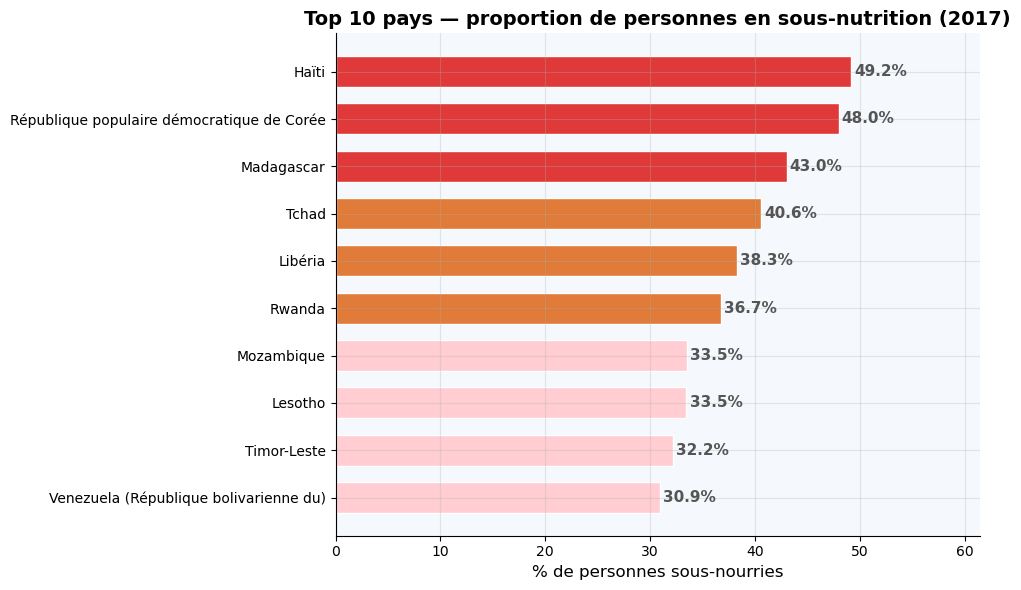 Top 10 pays — proportion de personnes en sous-nutrition (2017)
Haïti 49.2%
République populaire démocratique de Corée 48.0%
Madagascar 43.0%
Tchad 40.6%
Libéria 38.3%
Rwanda 36.7%
Mozambique 33.5%
Lesotho 33.5%
Timor-Leste 32.2%
Venezuela (République bolivarienne du) 30.9%
0 10 20 30 40 50 60
% de personnes sous-nourries